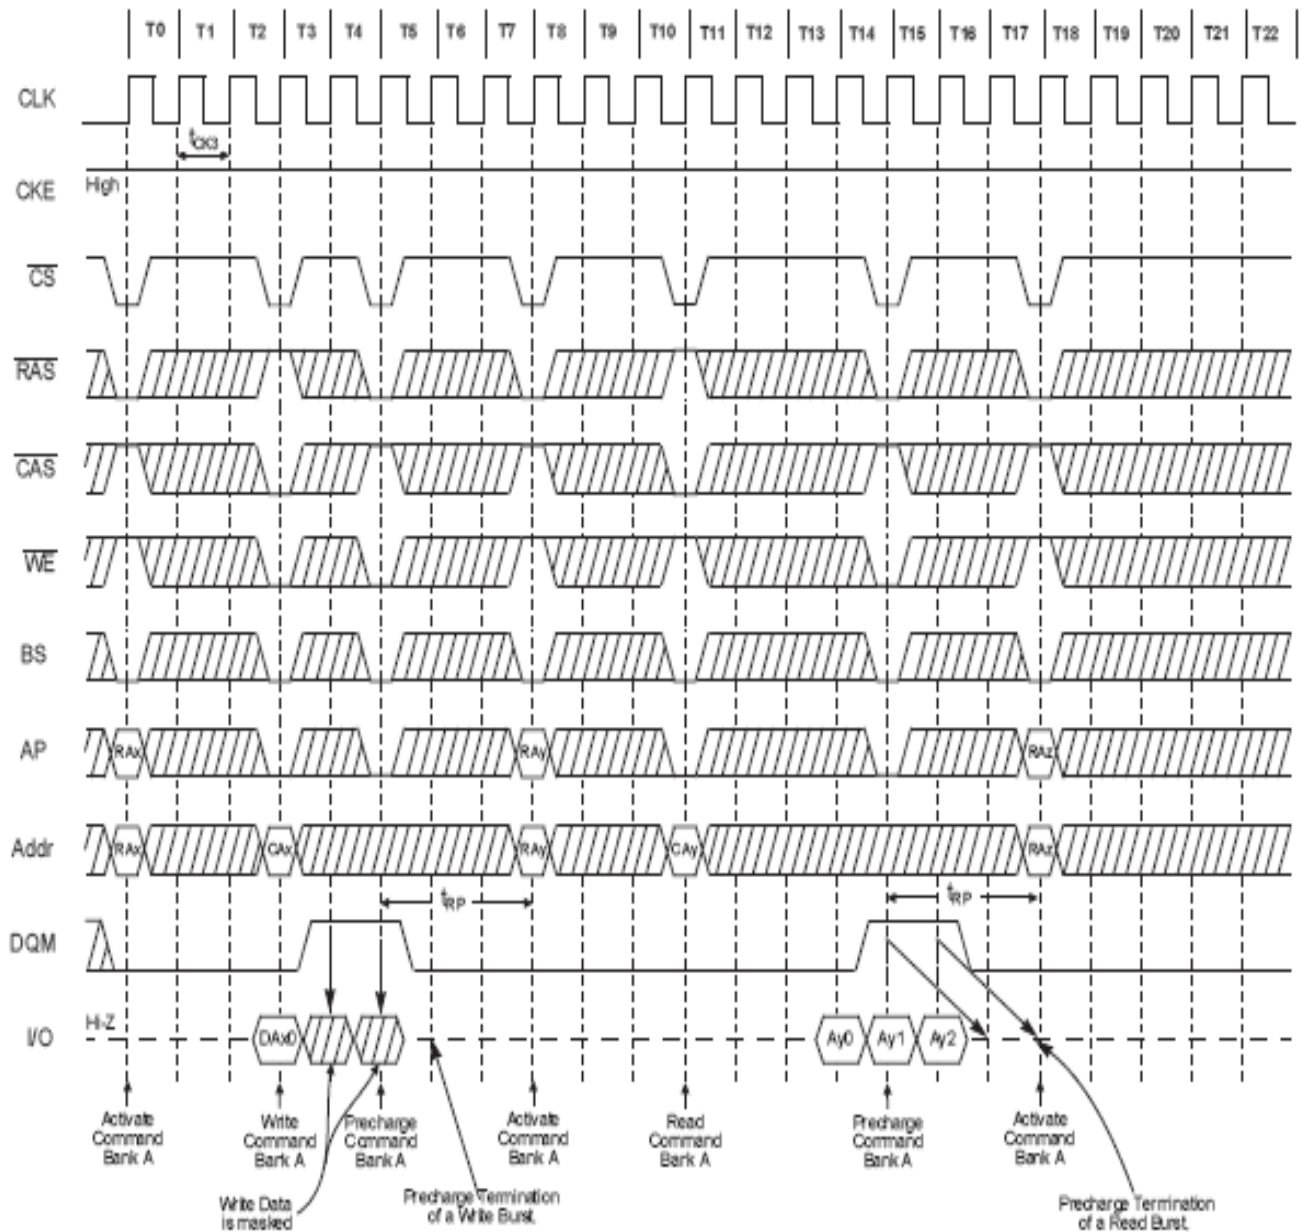 T0 T1 T2 T3 T4 T5 T6 T7 T8 T9 T10 T11 T12 T13 T14 T15 T16 T17 T18 T19 T20 T21 T22
CLK
tCK3
CKE
High
CS
RAS
CAS
WE
BS
AP
RAx RAy RAz
Addr
RAx CAx RAy CAy RAz
tRP tRP
DQM
I/O
Hi-Z
DAx0 Ay0 Ay1 Ay2
Activate
Command
Bank A
Write
Command
Bank A
Precharge
Command
Bank A
Activate
Command
Bank A
Read
Command
Bank A
Precharge
Command
Bank A
Activate
Command
Bank A
Write Data
is masked
Precharge Termination
of a Write Burst.
Precharge Termination
of a Read Burst.